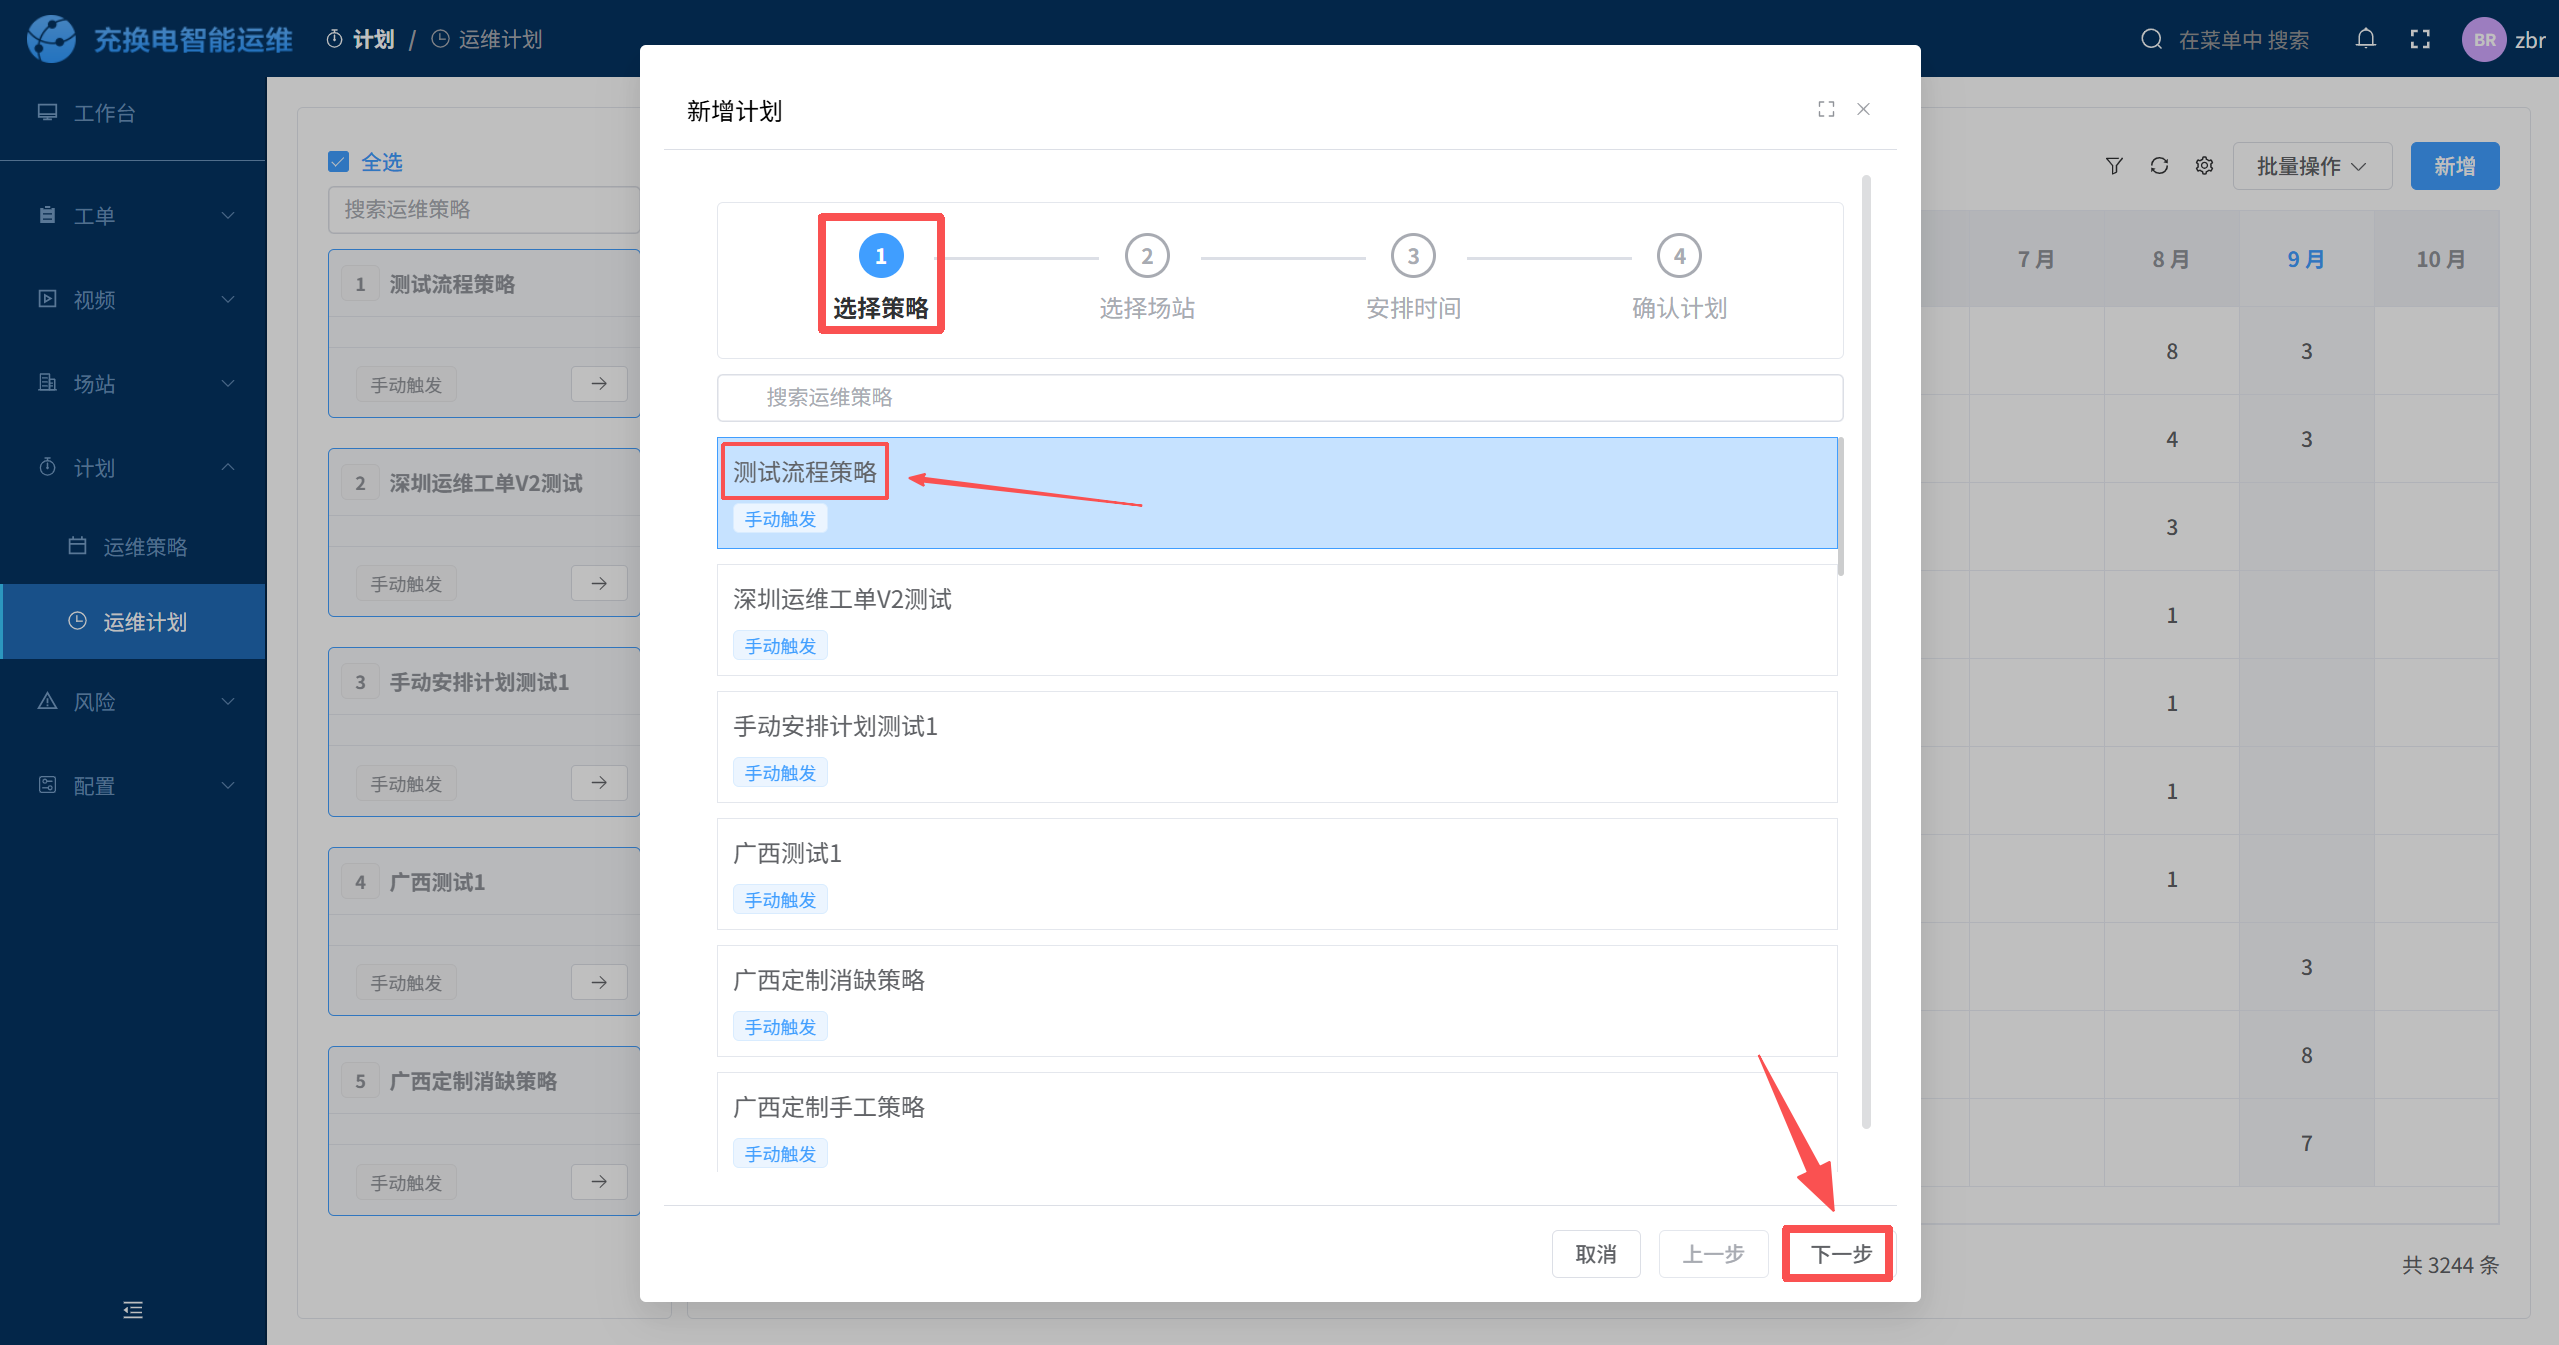 充换电智能运维
计划 / 运维计划
在菜单中 搜索
BR zbr
工作台
工单
视频
场站
计划
运维策略
运维计划
风险
配置
全选
搜索运维策略
1 测试流程策略
手动触发
2 深圳运维工单V2测试
手动触发
3 手动安排计划测试1
手动触发
4 广西测试1
手动触发
5 广西定制消缺策略
手动触发
新增计划
1 2 3 4
选择策略 选择场站 安排时间 确认计划
搜索运维策略
测试流程策略
手动触发
深圳运维工单V2测试
手动触发
手动安排计划测试1
手动触发
广西测试1
手动触发
广西定制消缺策略
手动触发
广西定制手工策略
手动触发
取消 上一步 下一步
批量操作 新增
7 月 8 月 9 月 10 月
8 3
4 3
3
1
1
1
1
3
8
7
共 3244 条